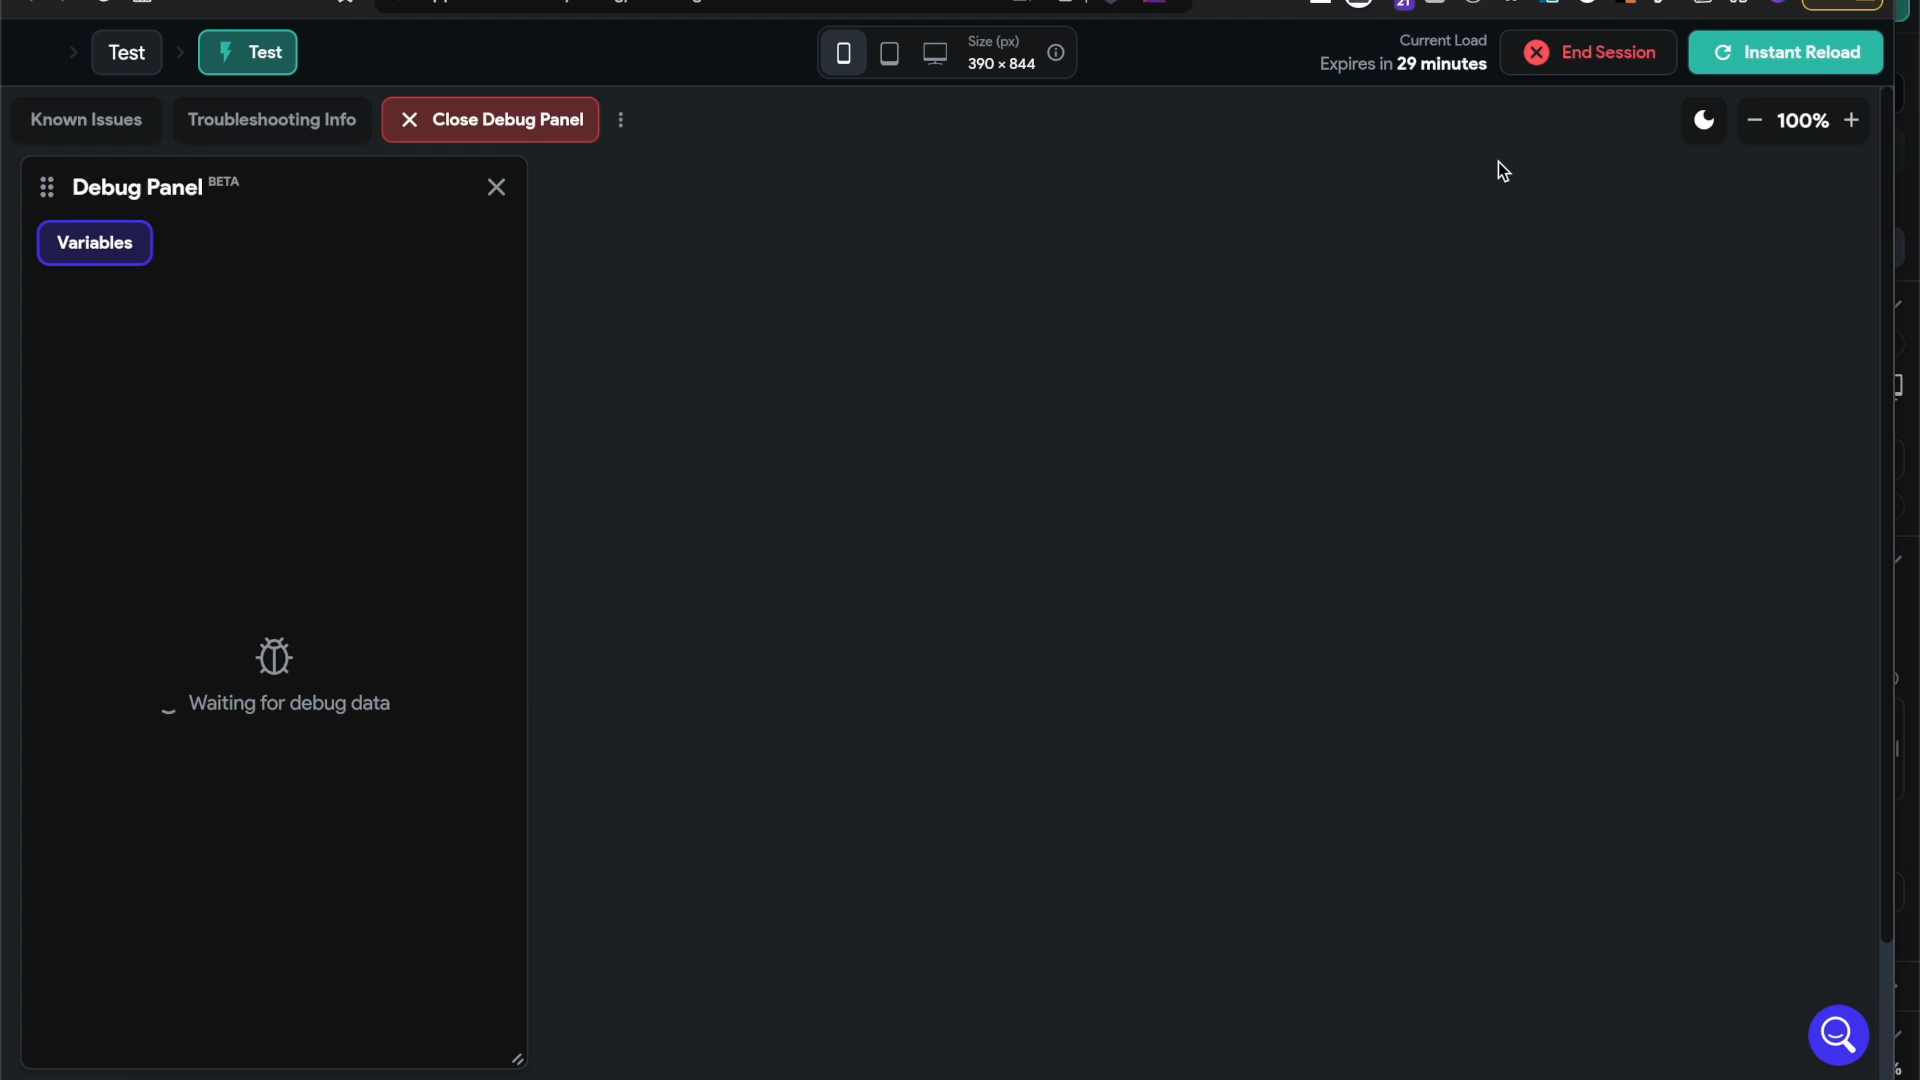 21
Test
Test
Size (px)
390 × 844
Current Load
Expires in 29 minutes
End Session
Instant Reload
Known Issues
Troubleshooting Info
Close Debug Panel
100%
Debug Panel BETA
Variables
Waiting for debug data
%